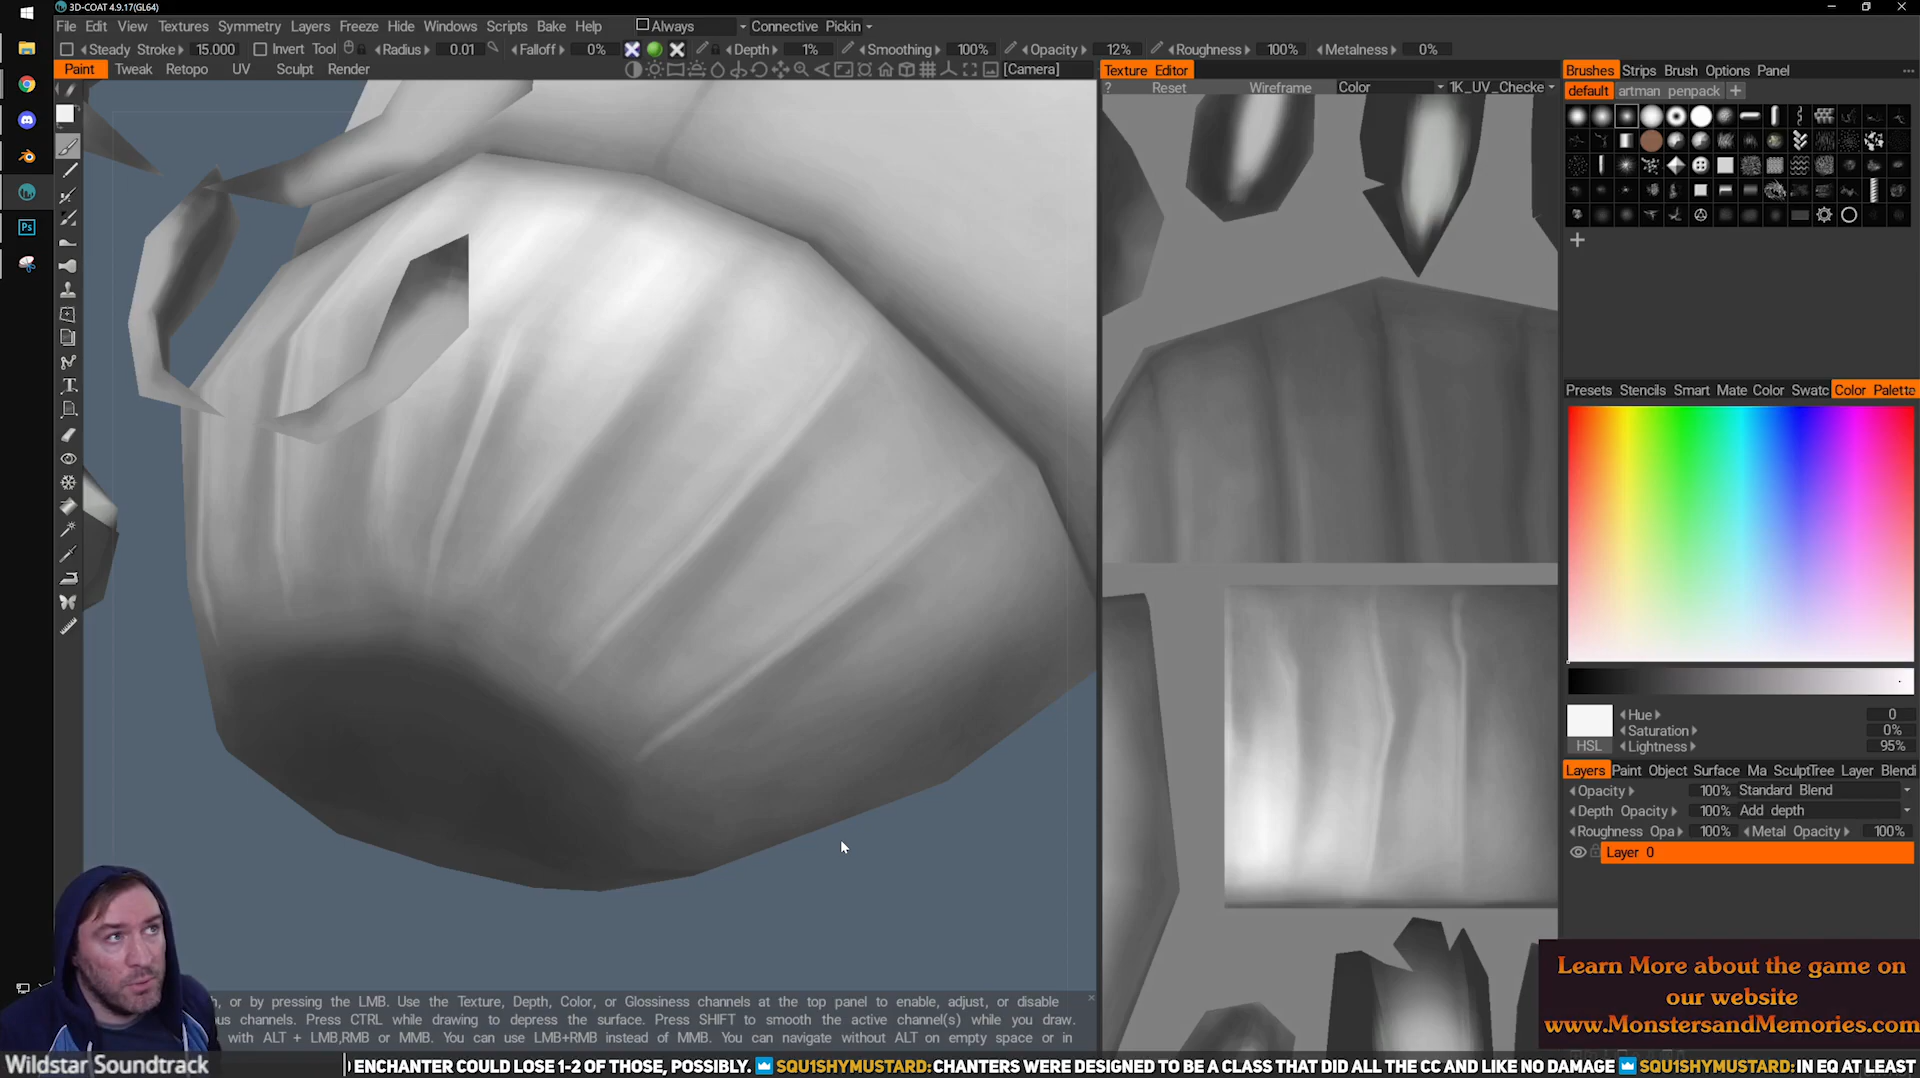 3D-COAT 4.9.17(GL64)
File Edit View Textures Symmetry Layers Freeze Hide Windows Scripts Bake Help Always Connective Pickin
Steady Stroke 15.000 Invert Tool Radius 0.01 Falloff 0% Depth 1% Smoothing 100% Opacity 12% Roughness 100% Metalness 0%
Paint Tweak Retopo UV Sculpt Render [Camera] Texture Editor
Brushes Strips Brush Options Panel
? Reset Wireframe Color 1K_UV_Checke
default artman penpack +
Presets Stencils Smart Mate Color Swatc Color Palette
Hue 0
Saturation 0%
HSL Lightness 95%
Layers Paint Object Surface Ma SculptTree Layer Blendi
Opacity 100% Standard Blend
Depth Opacity 100% Add depth
Roughness Opa 100% Metal Opacity 100%
Layer 0
Learn More about the game on
our website
www.MonstersandMemories.com
h, or by pressing the LMB. Use the Texture, Depth, Color, or Glossiness channels at the top panel to enable, adjust, or disable
us channels. Press CTRL while drawing to depress the surface. Press SHIFT to smooth the active channel(s) while you draw.
with ALT + LMB,RMB or MMB. You can use LMB+RMB instead of MMB. You can navigate without ALT on empty space or in
Wildstar Soundtrack
ENCHANTER COULD LOSE 1-2 OF THOSE, POSSIBLY. SQU1SHYMUSTARD: CHANTERS WERE DESIGNED TO BE A CLASS THAT DID ALL THE CC AND LIKE NO DAMAGE SQU1SHYMUSTARD: IN EQ AT LEAST